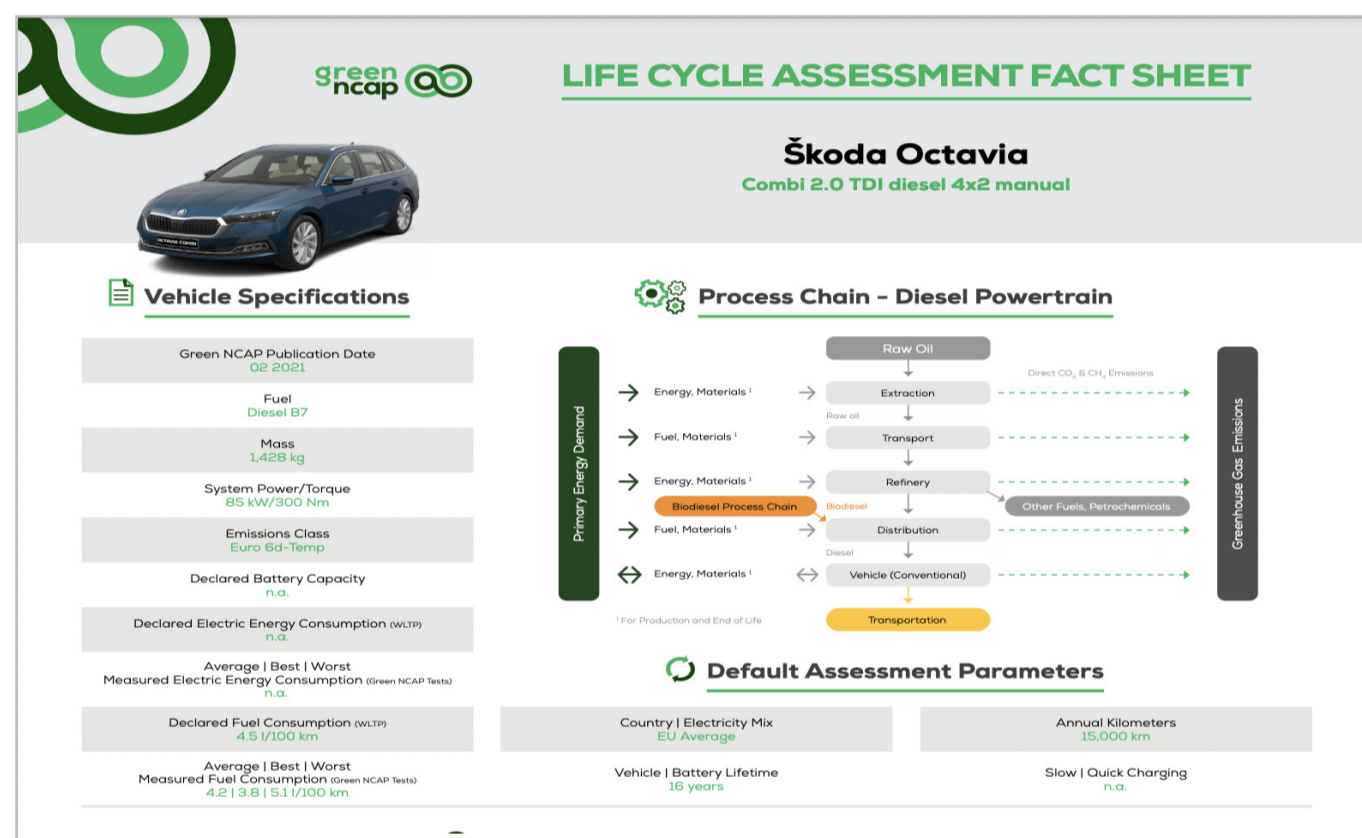 green
ncap
LIFE CYCLE ASSESSMENT FACT SHEET
Škoda Octavia
Combi 2.0 TDI diesel 4x2 manual
OCTAVIA COMBI
Vehicle Specifications
Green NCAP Publication Date
02 2021
Fuel
Diesel B7
Mass
1,428 kg
System Power/Torque
85 kW/300 Nm
Emissions Class
Euro 6d-Temp
Declared Battery Capacity
n.a.
Declared Electric Energy Consumption (WLTP)
n.a.
Average | Best | Worst
Measured Electric Energy Consumption (Green NCAP Tests)
n.a.
Declared Fuel Consumption (WLTP)
4.5 l/100 km
Average | Best | Worst
Measured Fuel Consumption (Green NCAP Tests)
4.2 | 3.8 | 5.1 l/100 km
Process Chain - Diesel Powertrain
Primary Energy Demand
Raw Oil
Direct CO₂ & CH₄ Emissions
Energy, Materials ¹
Extraction
Raw oil
Fuel, Materials ¹
Transport
Energy, Materials ¹
Refinery
Biodiesel Process Chain
Biodiesel
Other Fuels, Petrochemicals
Fuel, Materials ¹
Distribution
Diesel
Energy, Materials ¹
Vehicle (Conventional)
¹ For Production and End of Life
Transportation
Greenhouse Gas Emissions
Default Assessment Parameters
Country | Electricity Mix
EU Average
Annual Kilometers
15,000 km
Vehicle | Battery Lifetime
16 years
Slow | Quick Charging
n.a.